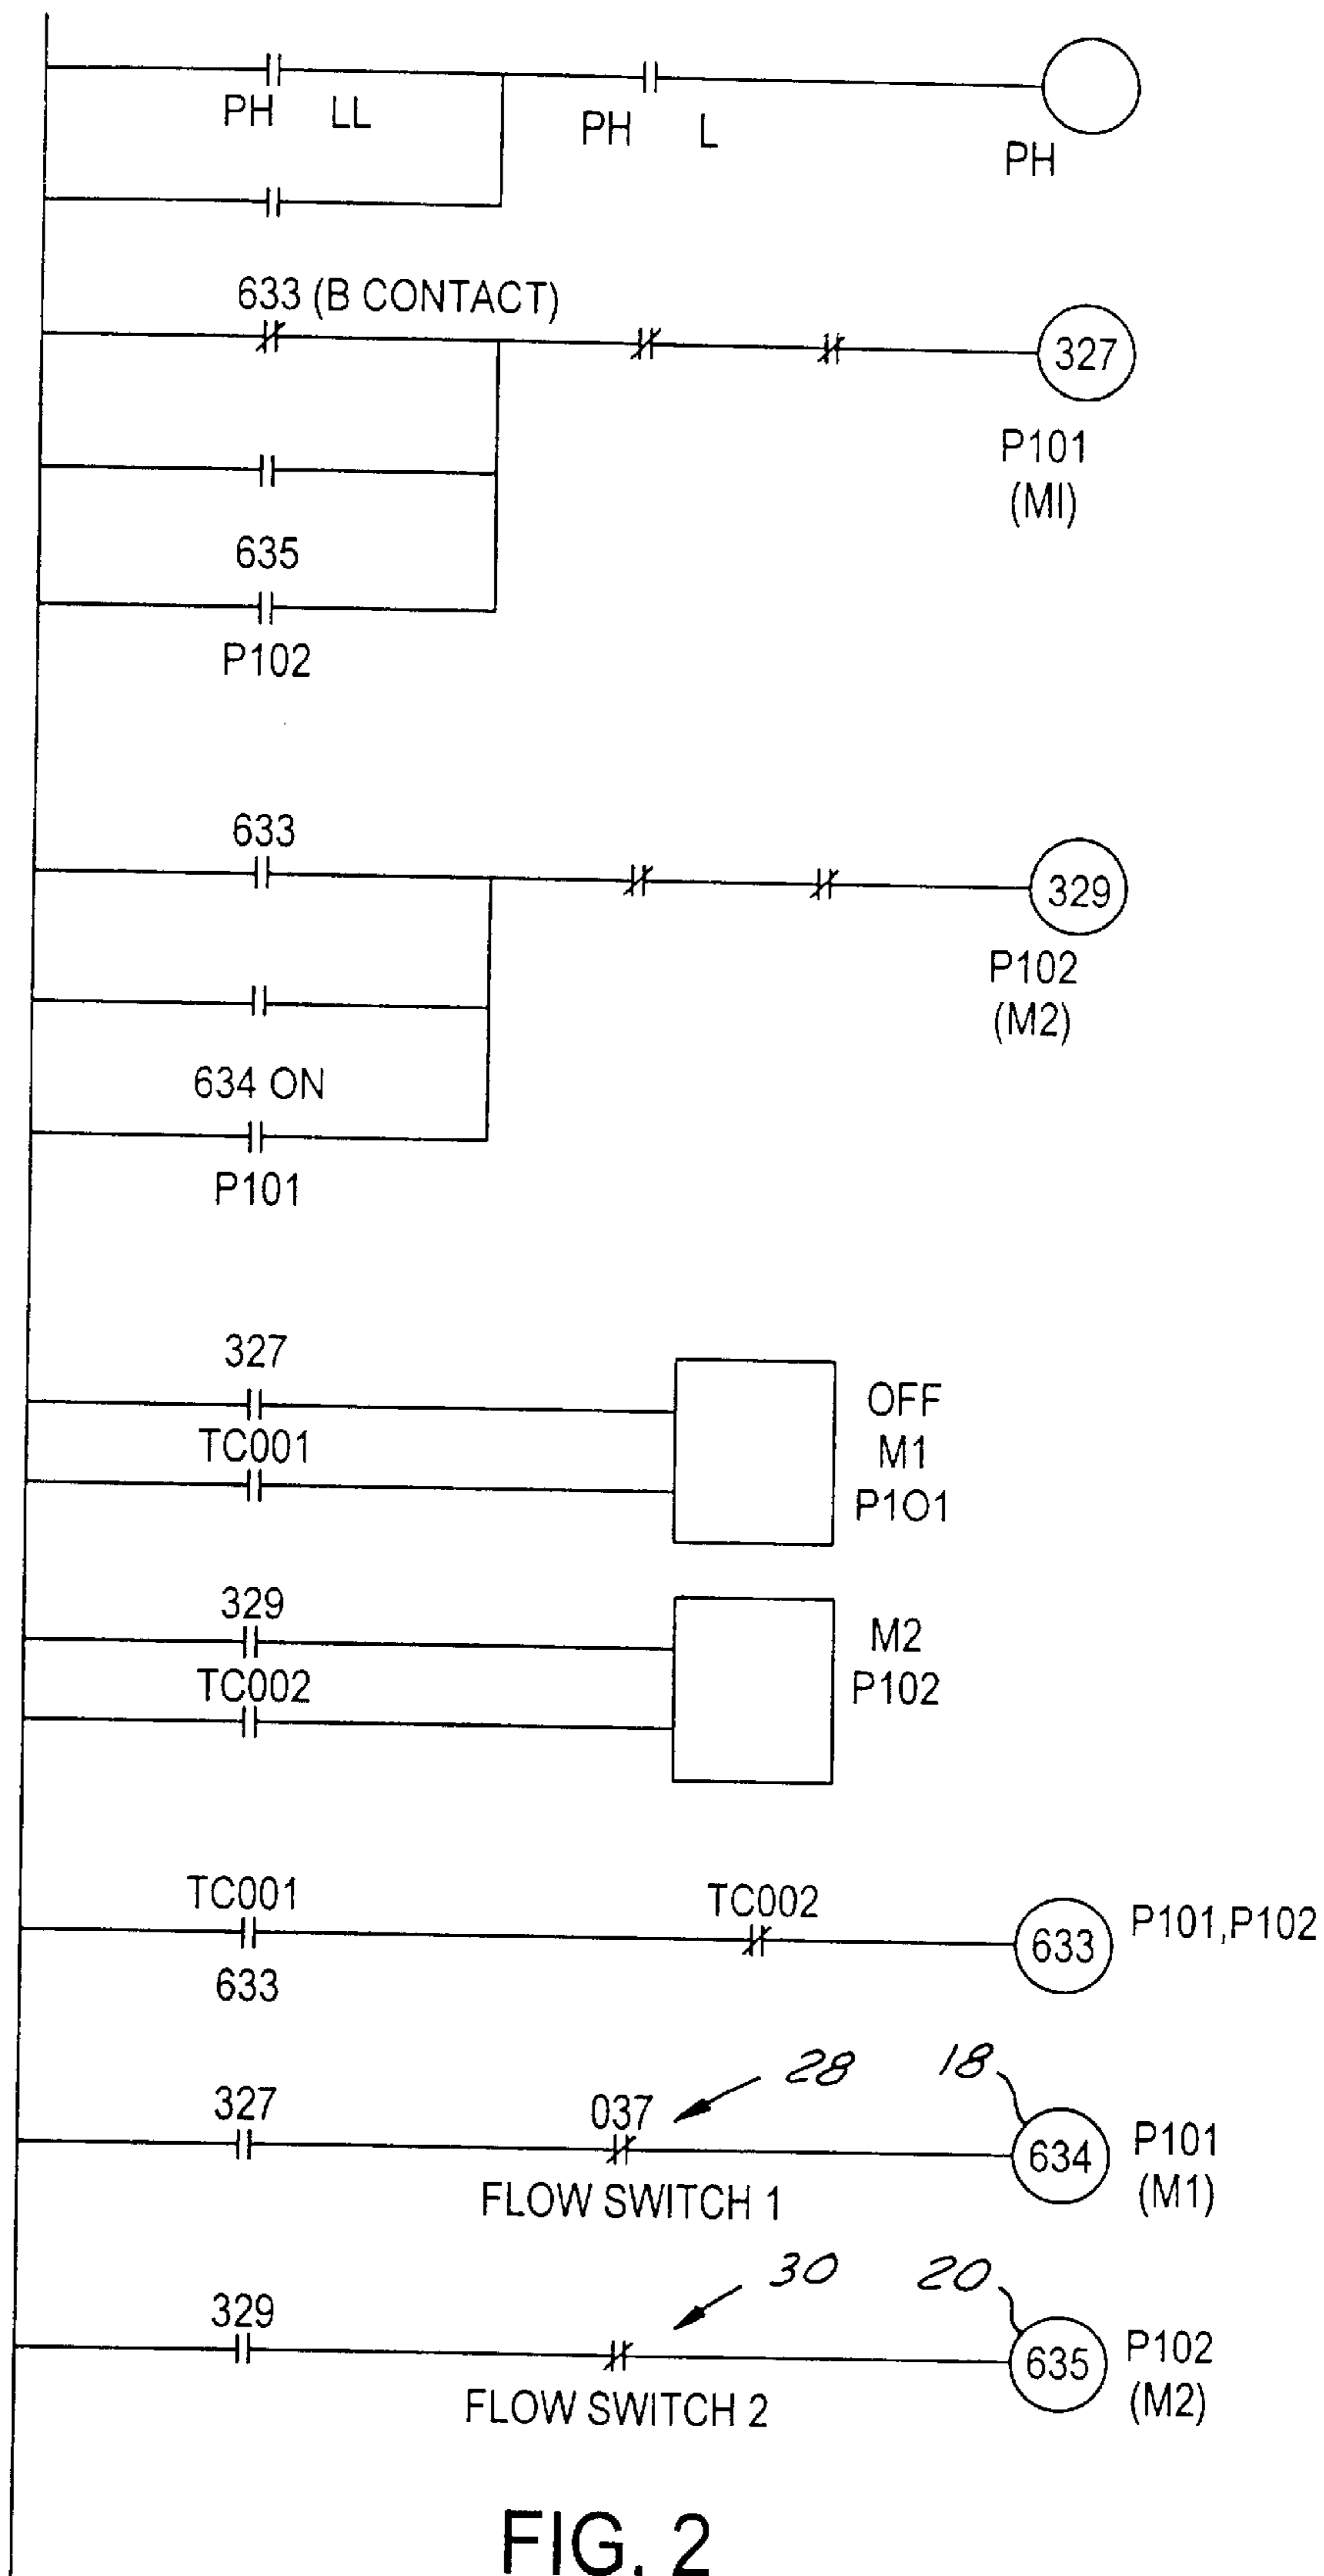 PH LL PH L PH
633 (B CONTACT)
327
P101
(MI)
635
P102
633
329
P102
(M2)
634 ON
P101
327
OFF
M1
P1O1
TC001
329
M2
P102
TC002
TC001 TC002 633 P101,P102
633
28 18
327 037 634 P101
(M1)
FLOW SWITCH 1
30 20
329 635 P102
(M2)
FLOW SWITCH 2
FIG. 2